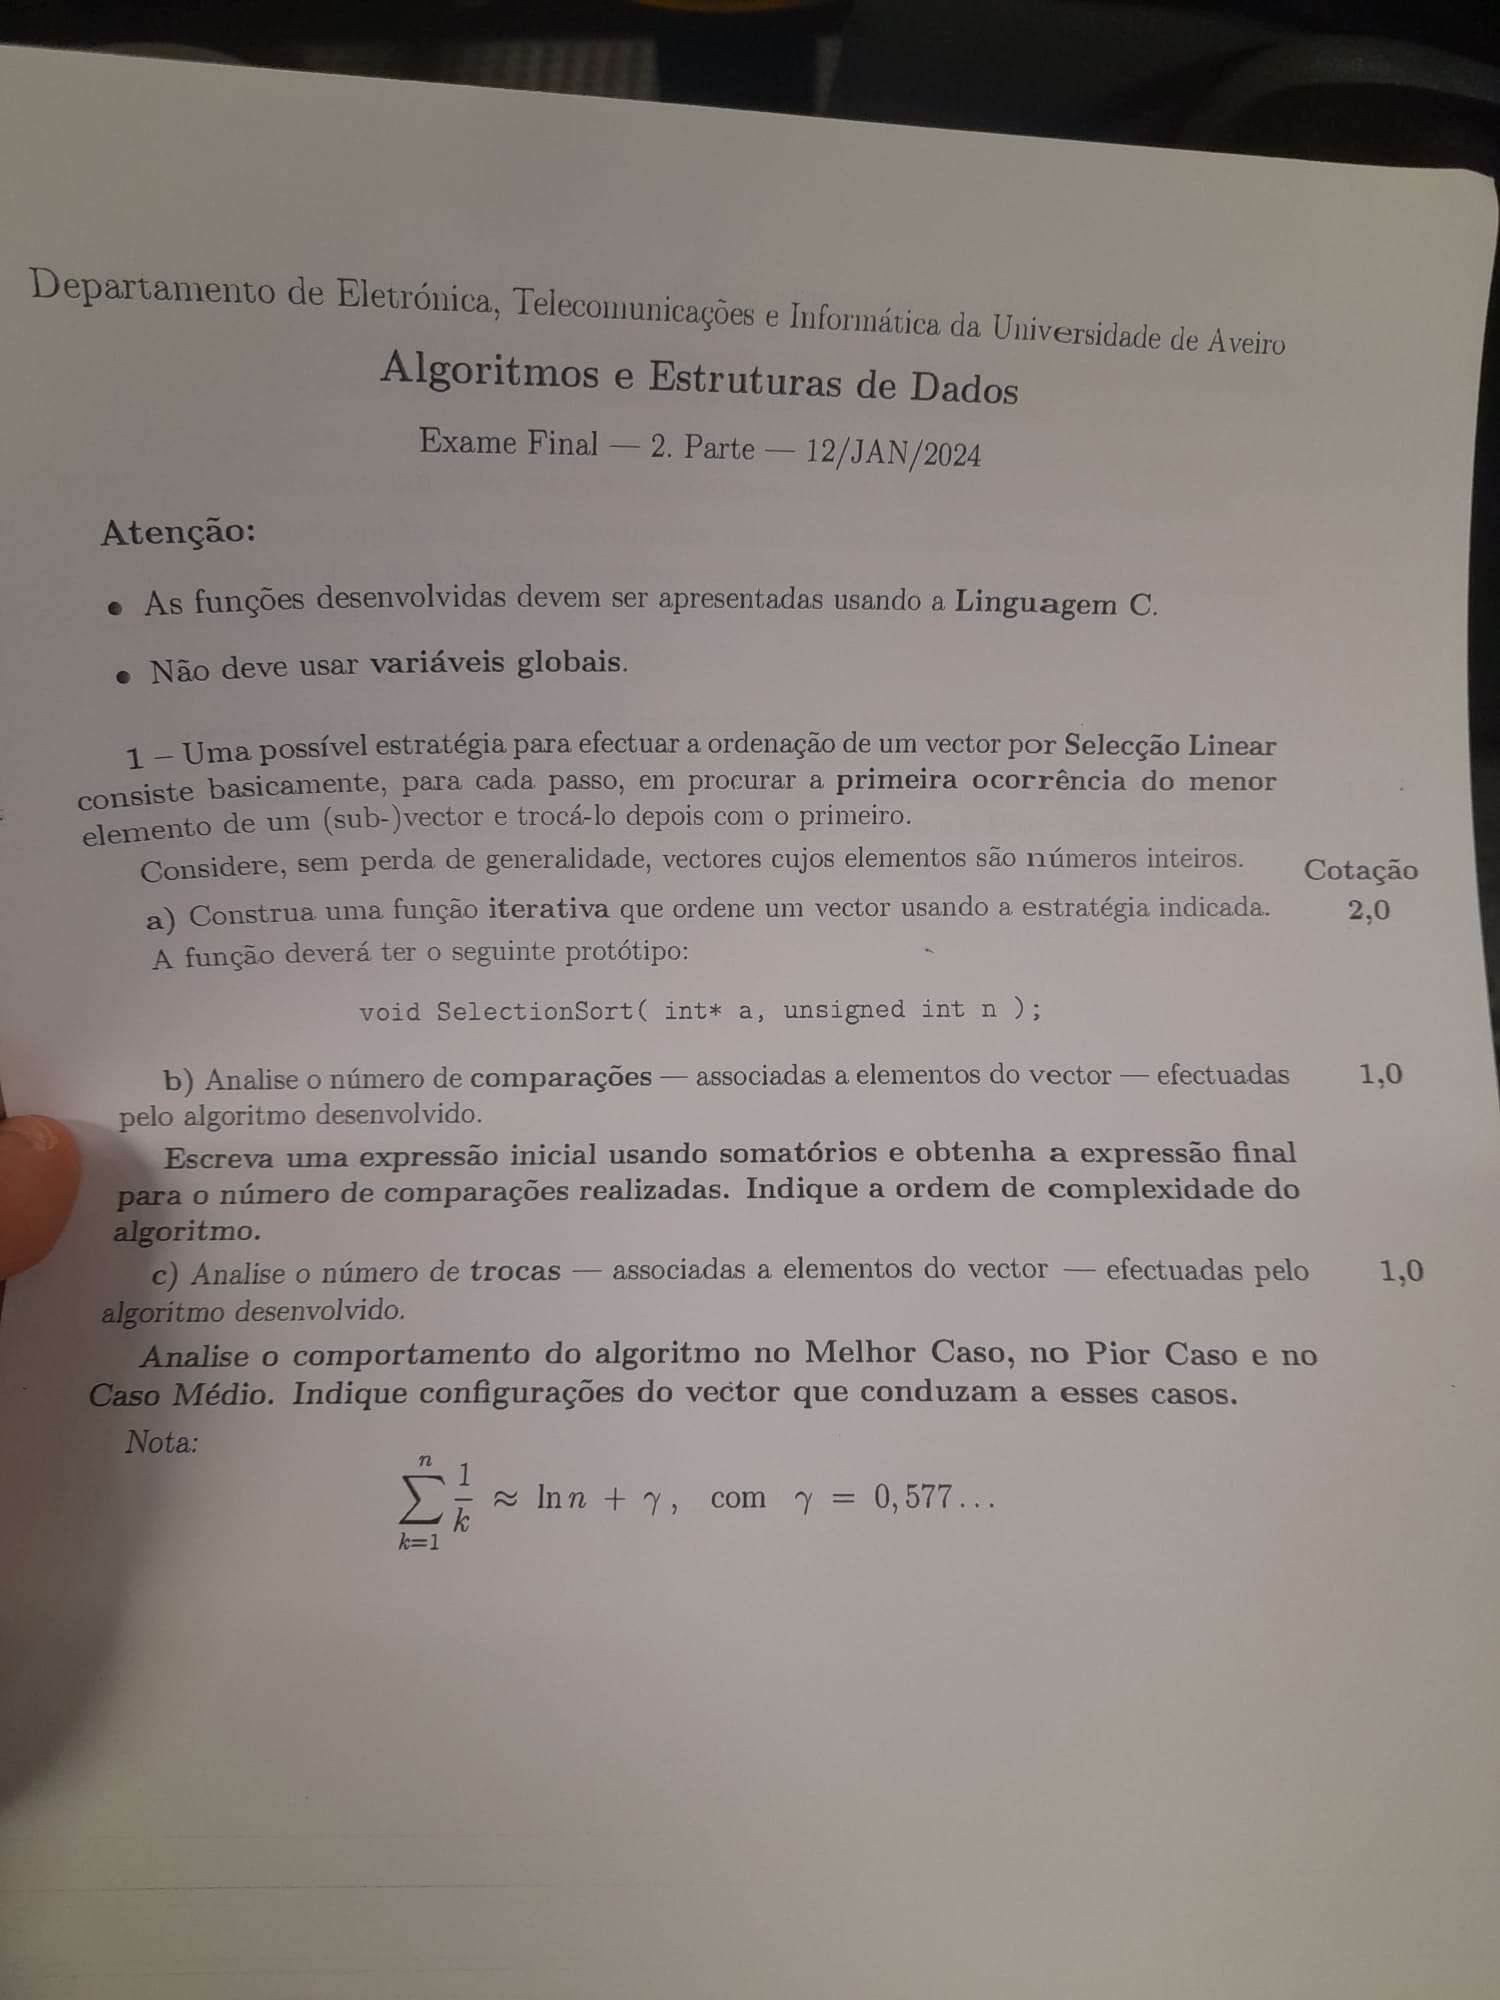 Departamento de Eletrónica, Telecomunicações e Informática da Universidade de Aveiro
Algoritmos e Estruturas de Dados
Exame Final — 2. Parte — 12/JAN/2024
Atenção:
• As funções desenvolvidas devem ser apresentadas usando a Linguagem C.
• Não deve usar variáveis globais.
1 – Uma possível estratégia para efectuar a ordenação de um vector por Selecção Linear
consiste basicamente, para cada passo, em procurar a primeira ocorrência do menor
elemento de um (sub-)vector e trocá-lo depois com o primeiro.
Considere, sem perda de generalidade, vectores cujos elementos são números inteiros.
Cotação
a) Construa uma função iterativa que ordene um vector usando a estratégia indicada. 2,0
A função deverá ter o seguinte protótipo:
void SelectionSort( int* a, unsigned int n );
b) Analise o número de comparações — associadas a elementos do vector — efectuadas 1,0
pelo algoritmo desenvolvido.
Escreva uma expressão inicial usando somatórios e obtenha a expressão final
para o número de comparações realizadas. Indique a ordem de complexidade do
algoritmo.
c) Analise o número de trocas — associadas a elementos do vector — efectuadas pelo 1,0
algoritmo desenvolvido.
Analise o comportamento do algoritmo no Melhor Caso, no Pior Caso e no
Caso Médio. Indique configurações do vector que conduzam a esses casos.
Nota:
∑_{k=1}^{n} 1/k ≈ ln n + γ, com γ = 0,577...